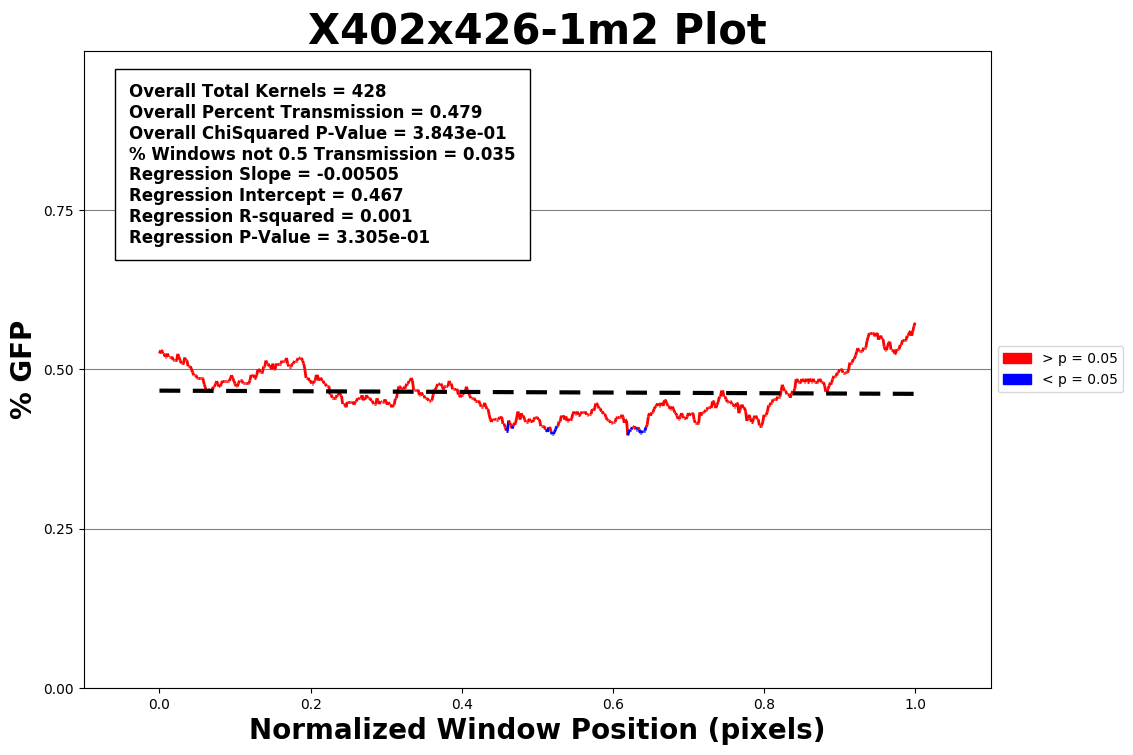 X402x426-1m2 Plot
Overall Total Kernels = 428
Overall Percent Transmission = 0.479
Overall ChiSquared P-Value = 3.843e-01
% Windows not 0.5 Transmission = 0.035
Regression Slope = -0.00505
Regression Intercept = 0.467
Regression R-squared = 0.001
Regression P-Value = 3.305e-01
% GFP
0.75
0.50
0.25
0.00
> p = 0.05
< p = 0.05
0.0 0.2 0.4 0.6 0.8 1.0
Normalized Window Position (pixels)